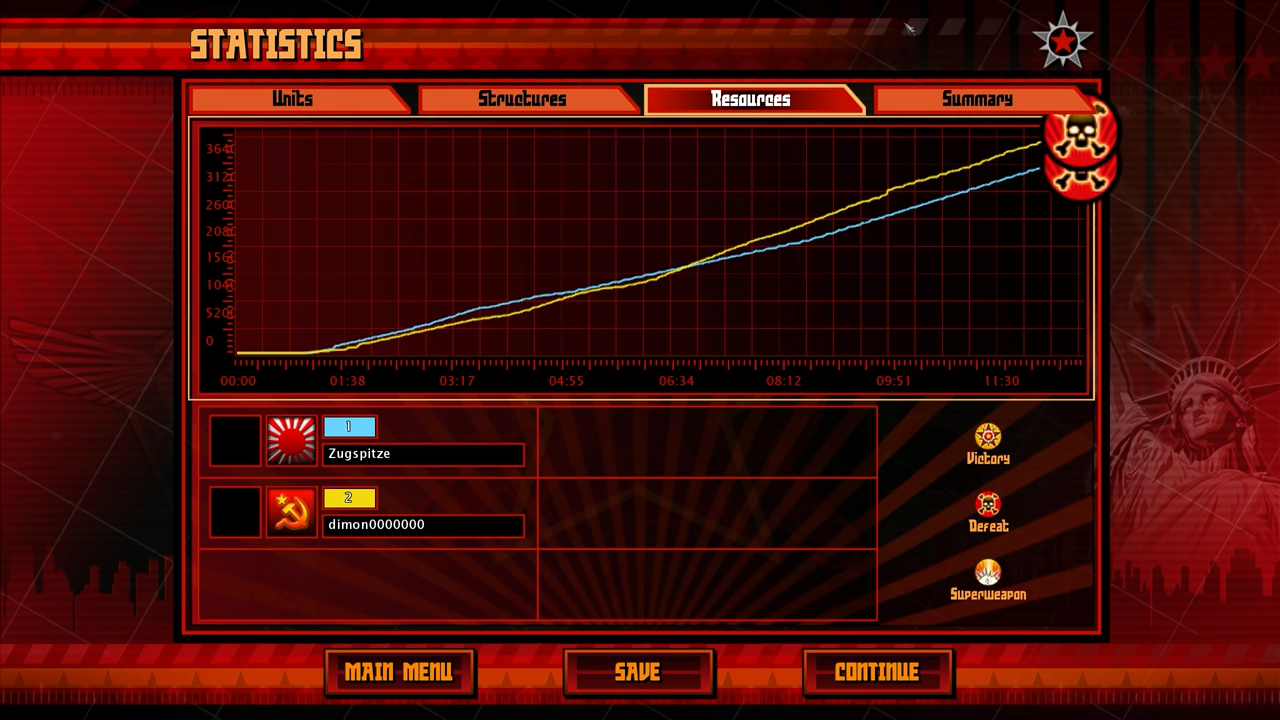 STATISTICS
Units Structures Resources Summary
520
0
00:00 01:38 03:17 04:55 06:34 08:12 09:51 11:30
1
Zugspitze
2
dimon0000000
Victory
Defeat
Superweapon
MAIN MENU SAVE CONTINUE